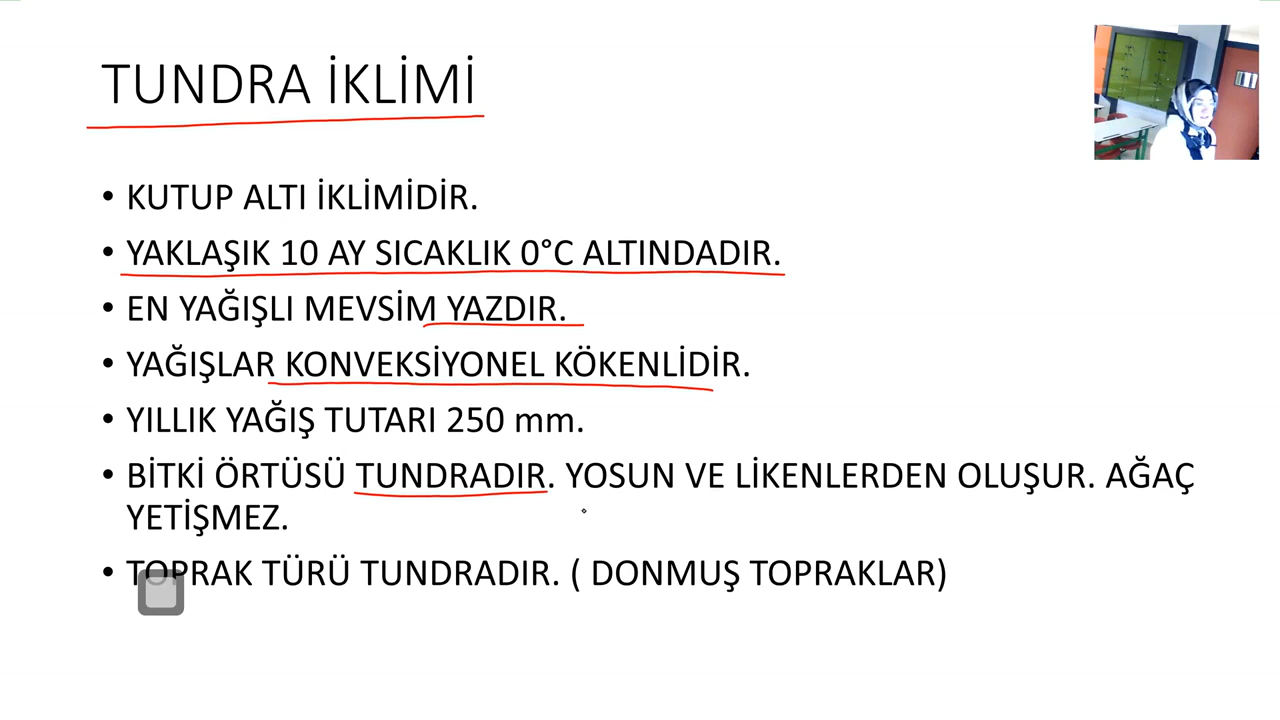 TUNDRA İKLİMİ
• KUTUP ALTI İKLİMİDİR.
• YAKLAŞIK 10 AY SICAKLIK 0°C ALTINDADIR.
• EN YAĞIŞLI MEVSİM YAZDIR.
• YAĞIŞLAR KONVEKSİYONEL KÖKENLİDİR.
• YILLIK YAĞIŞ TUTARI 250 mm.
• BİTKİ ÖRTÜSÜ TUNDRADIR. YOSUN VE LİKENLERDEN OLUŞUR. AĞAÇ
YETİŞMEZ.
• TOPRAK TÜRÜ TUNDRADIR. ( DONMUŞ TOPRAKLAR)